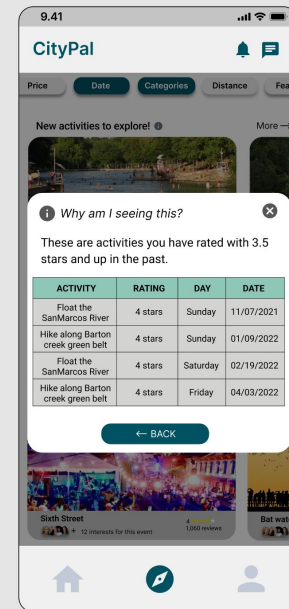 9.41
CityPal
Price Date Categories Distance Fea
New activities to explore! More
Why am I seeing this?
These are activities you have rated with 3.5
stars and up in the past.
ACTIVITY RATING DAY DATE
Float the
SanMarcos River 4 stars Sunday 11/07/2021
Hike along Barton
creek green belt 4 stars Sunday 01/09/2022
Float the
SanMarcos River 4 stars Saturday 02/19/2022
Hike along Barton
creek green belt 4 stars Friday 04/03/2022
← BACK
Sixth Street 4 Bat wat
+ 12 interests for this event 1,060 reviews